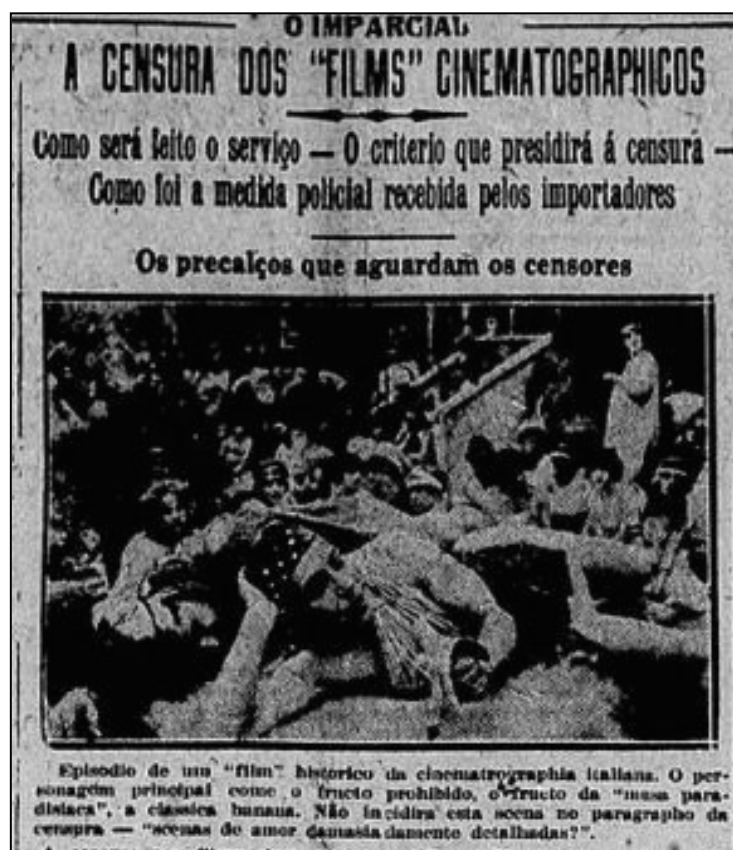 O IMPARCIAL
A CENSURA DOS "FILMS" CINEMATOGRAPHICOS
Como será feito o serviço — O criterio que presidirá á censura —
Como foi a medida policial recebida pelos importadores
Os precalços que aguardam os censores
Episodio de um "film" historico da cinematrographia italiana. O per-
sonagem principal come o fructo prohibido, o fructo da "musa para-
disiaca", a classica banana. Não incidira esta scena no paragrapho da
censura — "scenas de amor damasiadamente detalhadas?".